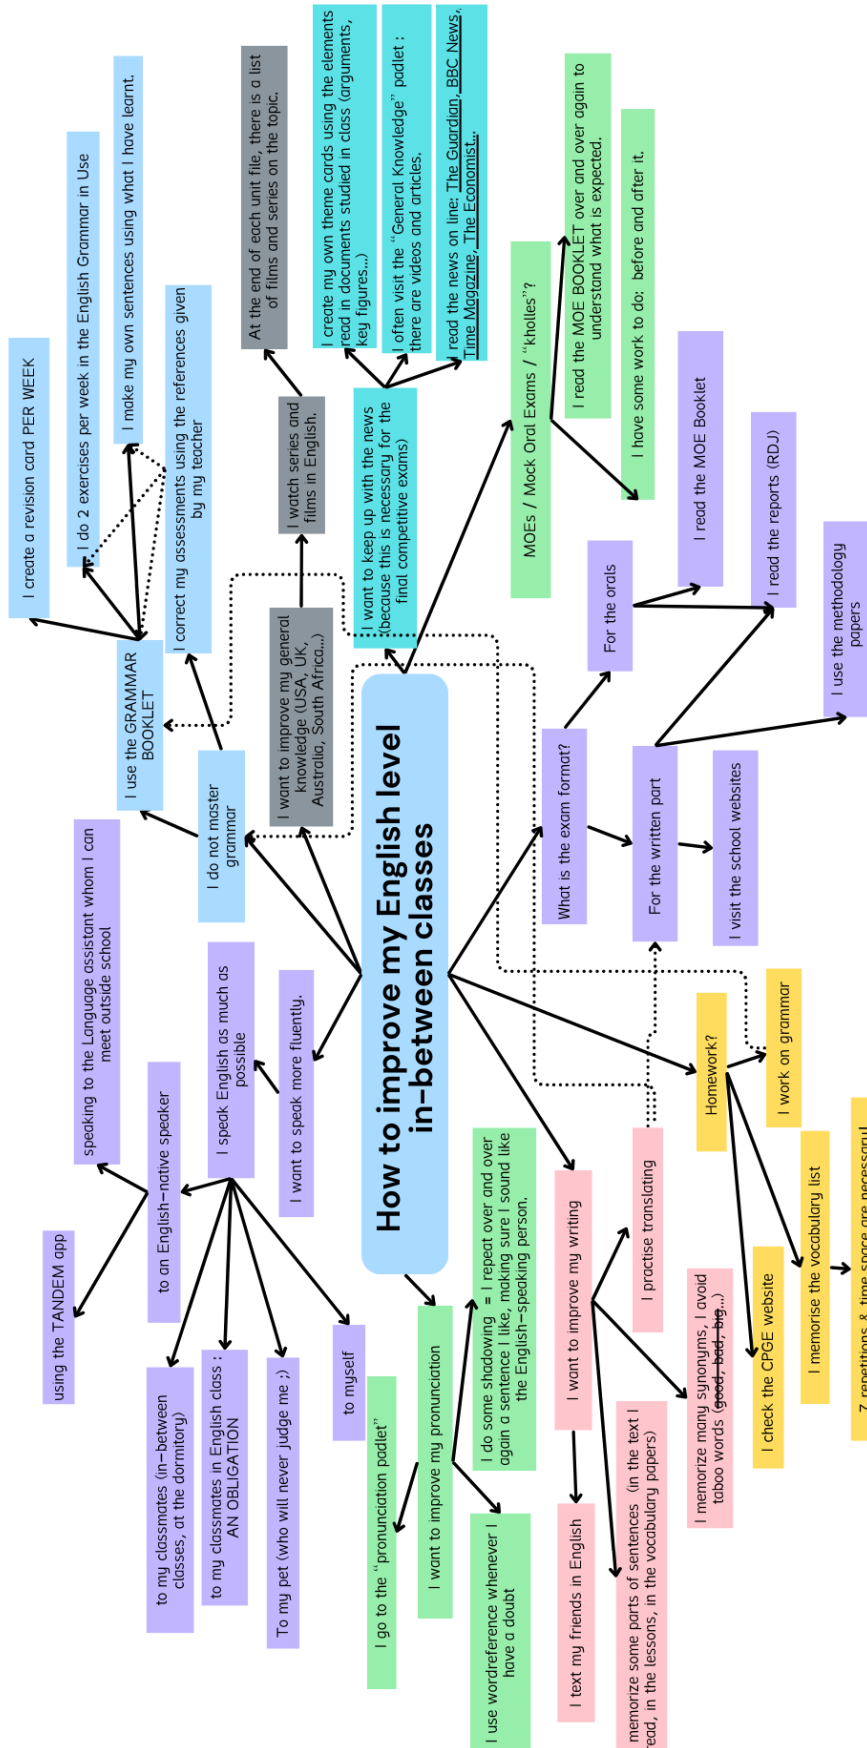 using the TANDEM app
speaking to the Language assistant whom I can
meet outside school
to an English-native speaker
to my classmates (in-between
classes, at the dormitory)
to my classmates in English class :
AN OBLIGATION
To my pet (who will never judge me ;)
to myself
I speak English as much as
possible
I want to speak more fluently.
I create a revision card PER WEEK
I do 2 exercises per week in the English Grammar in Use
I make my own sentences using what I have learnt.
I use the GRAMMAR
BOOKLET
I correct my assessments using the references given
by my teacher
I do not master
grammar
At the end of each unit file, there is a list
of films and series on the topic.
I watch series and
films in English.
I want to improve my general
knowledge (USA, UK,
Australia, South Africa...)
I create my own theme cards using the elements
read in documents studied in class (arguments,
key figures...)
I often visit the “General Knowledge” padlet :
there are videos and articles.
I read the news on line: The Guardian, BBC News,
Time Magazine, The Economist...
I want to keep up with the news
(because this is necessary for the
final competitive exams)
How to improve my English level
in-between classes
I go to the “pronunciation padlet”
I want to improve my pronunciation
I use wordreference whenever I
have a doubt
I do some shadowing = I repeat over and over
again a sentence I like, making sure I sound like
the English-speaking person.
MOEs / Mock Oral Exams / “kholles”?
I read the MOE BOOKLET over and over again to
understand what is expected.
I have some work to do: before and after it.
What is the exam format?
For the orals
I read the MOE Booklet
I read the reports (RDJ)
For the written part
I visit the school websites
I use the methodology
papers
I want to improve my writing
I text my friends in English
memorize some parts of sentences (in the text I
read, in the lessons, in the vocabulary papers)
I practise translating
I memorize many synonyms, I avoid
taboo words (good, bad, big...)
Homework?
I work on grammar
I check the CPGE website
I memorise the vocabulary list
7 repetitions & time space are necessary!